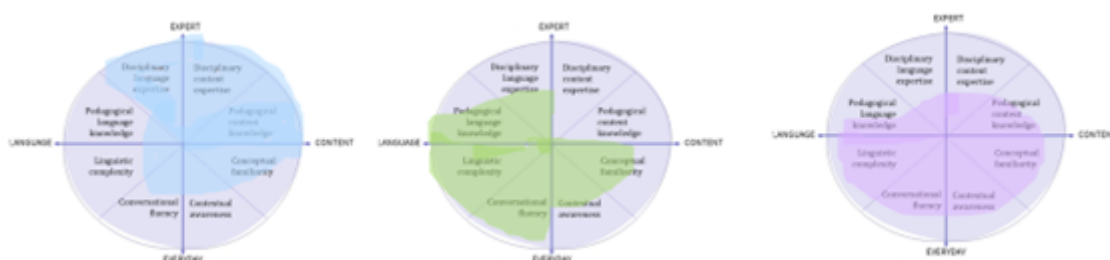 EXPERT
Disciplinary
language
expertise
Disciplinary
content
expertise
Pedagogical
language
knowledge
Pedagogical
content
knowledge
LANGUAGE
CONTENT
Linguistic
complexity
Conceptual
familiarity
Conversational
fluency
Contextual
awareness
EVERYDAY
EXPERT
Disciplinary
language
expertise
Disciplinary
content
expertise
Pedagogical
language
knowledge
Pedagogical
content
knowledge
LANGUAGE
CONTENT
Linguistic
complexity
Conceptual
familiarity
Conversational
fluency
Contextual
awareness
EVERYDAY
EXPERT
Disciplinary
language
expertise
Disciplinary
content
expertise
Pedagogical
language
knowledge
Pedagogical
content
knowledge
LANGUAGE
CONTENT
Linguistic
complexity
Conceptual
familiarity
Conversational
fluency
Contextual
awareness
EVERYDAY